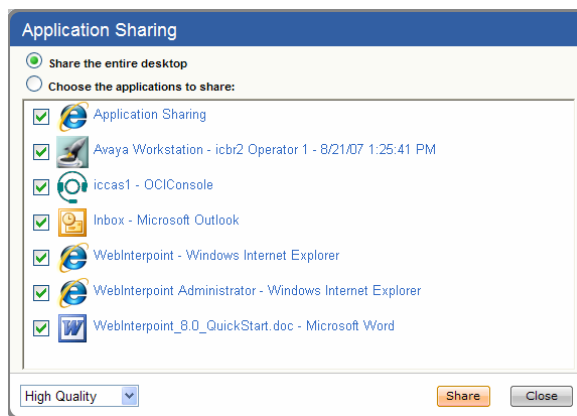 Application Sharing
Share the entire desktop
Choose the applications to share:
Application Sharing
Avaya Workstation - icbr2 Operator 1 - 8/21/07 1:25:41 PM
iccas1 - OCIConsole
Inbox - Microsoft Outlook
WebInterpoint - Windows Internet Explorer
WebInterpoint Administrator - Windows Internet Explorer
WebInterpoint_8.0_QuickStart.doc - Microsoft Word
High Quality Share Close